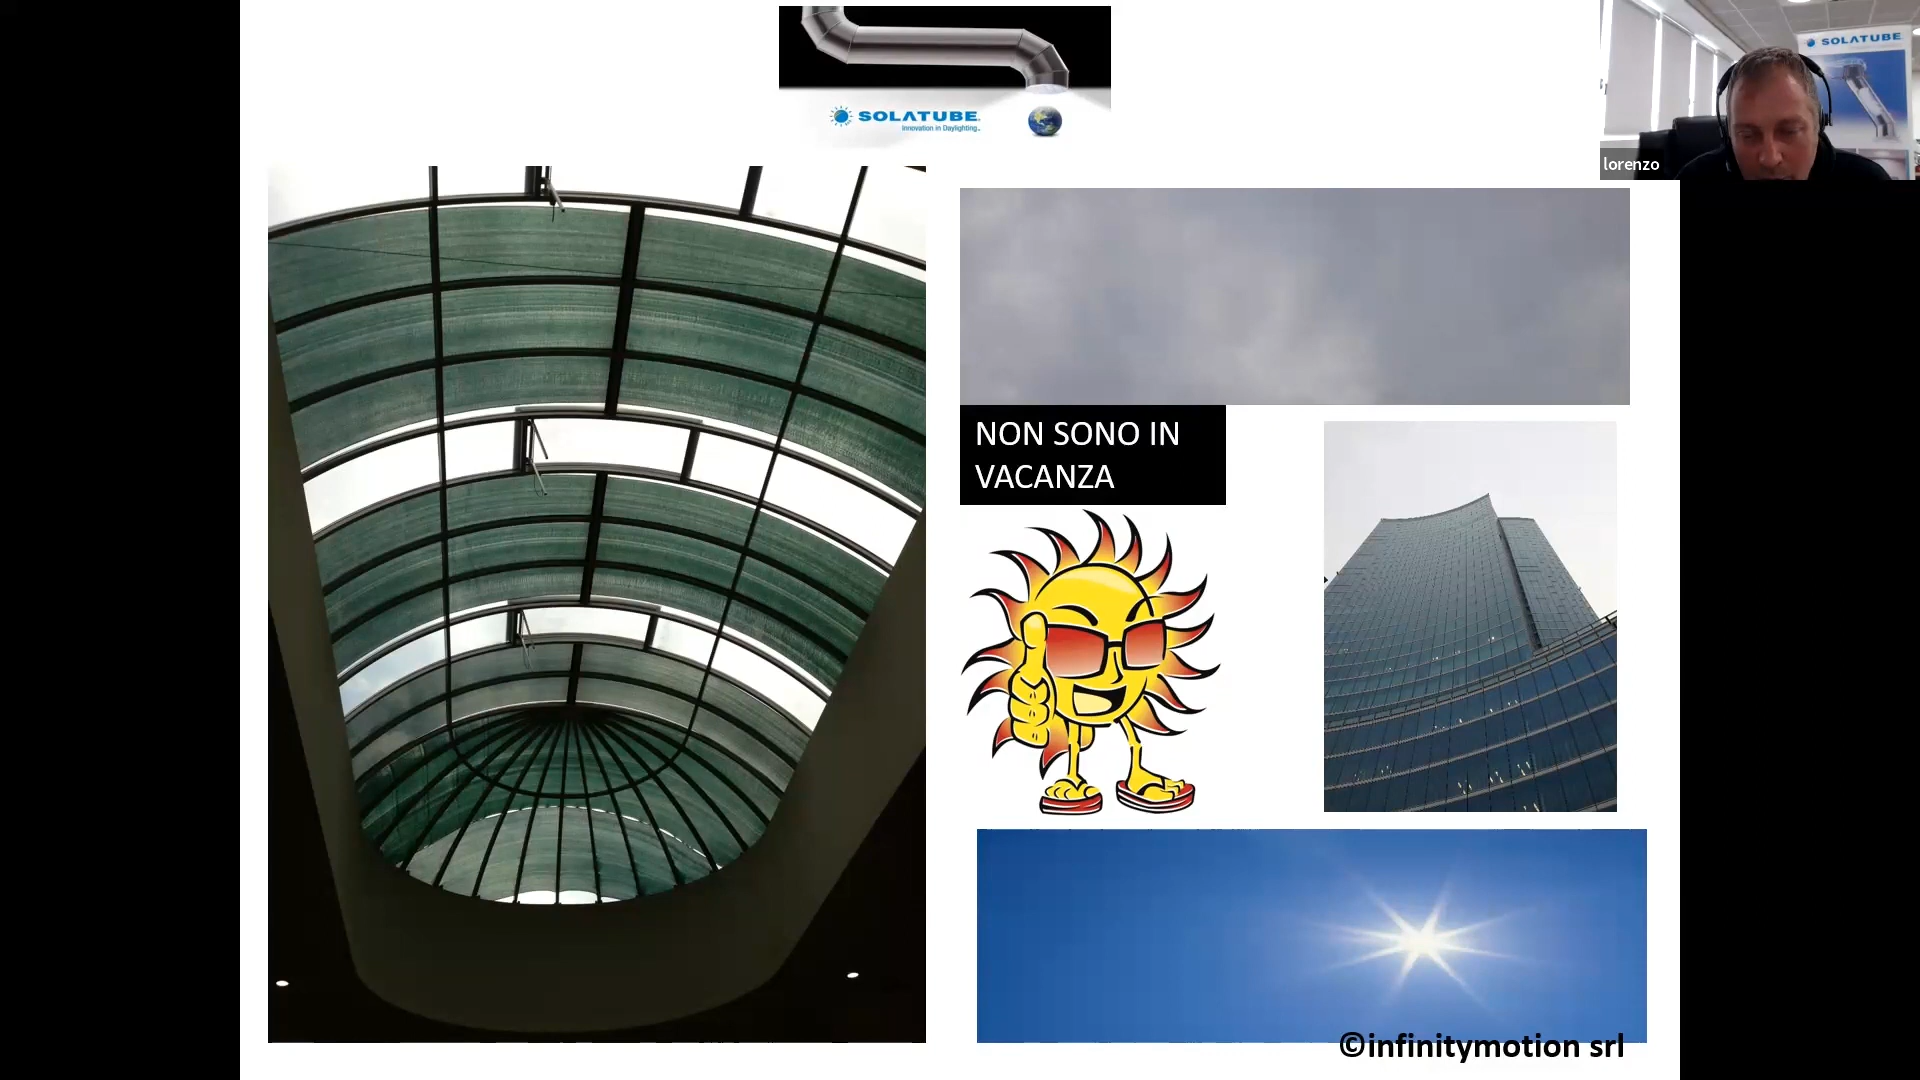 SOLATUBE
Innovation in Daylighting.
SOLATUBE
lorenzo
NON SONO IN
VACANZA
©infinitymotion srl